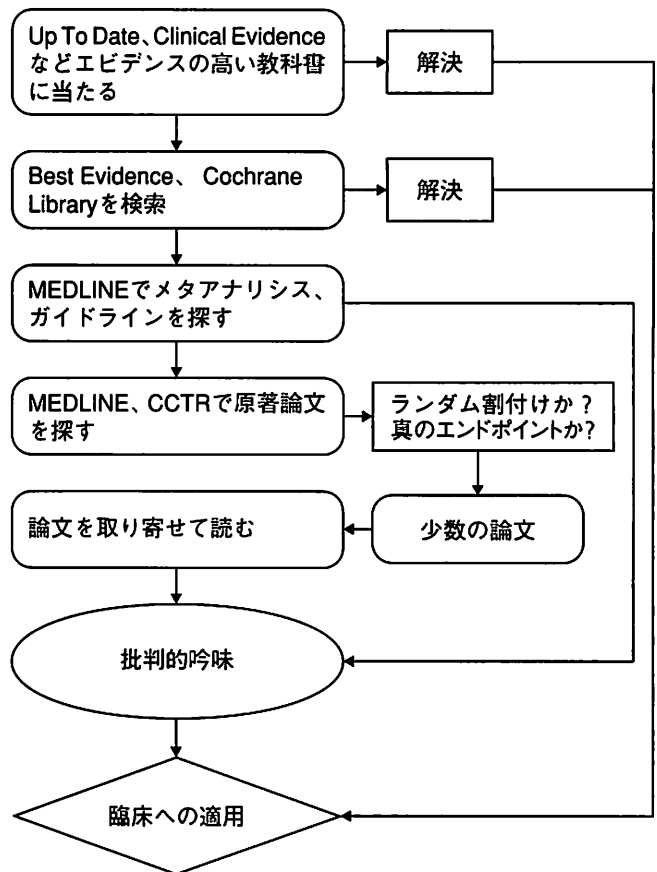 Up To Date、Clinical Evidence
などエビデンスの高い教科書
に当たる
解決
Best Evidence、 Cochrane
Libraryを検索
解決
MEDLINEでメタアナリシス、
ガイドラインを探す
MEDLINE、CCTRで原著論文
を探す
ランダム割付けか？
真のエンドポイントか?
論文を取り寄せて読む
少数の論文
批判的吟味
臨床への適用